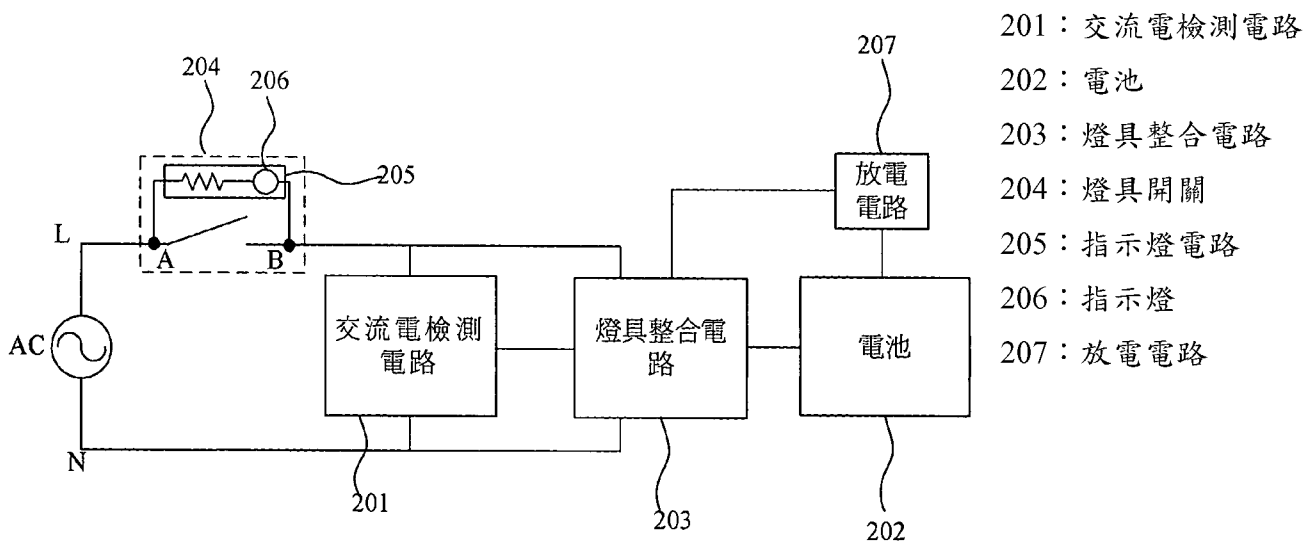 201：交流電檢測電路
202：電池
203：燈具整合電路
204：燈具開關
205：指示燈電路
206：指示燈
207：放電電路
204
206
205
207
放電
電路
L
A
B
AC
N
交流電檢測
電路
燈具整合電
路
電池
201
203
202